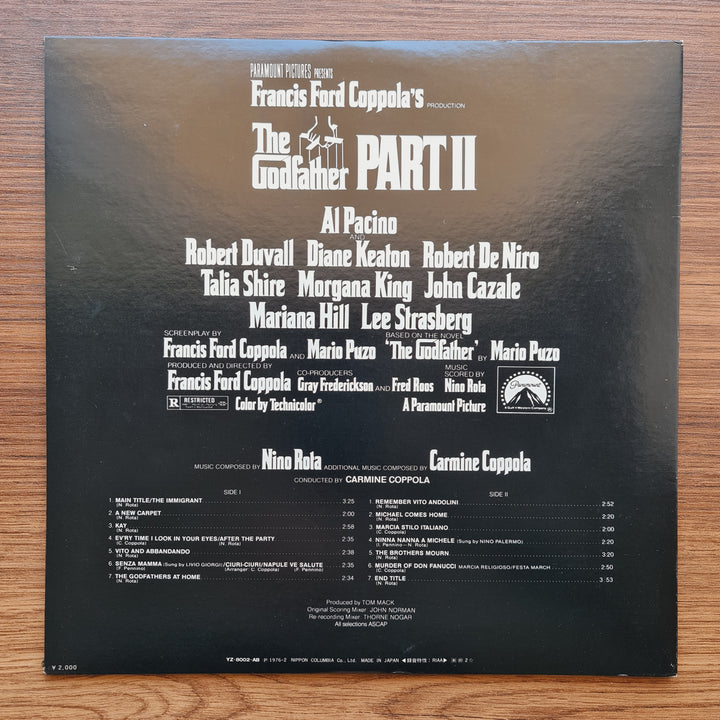 PARAMOUNT PICTURES PRESENTS
Francis Ford Coppola's PRODUCTION
The Godfather PART II
Al Pacino
AND
Robert Duvall Diane Keaton Robert De Niro
Talia Shire Morgana King John Cazale
Mariana Hill Lee Strasberg
SCREENPLAY BY Francis Ford Coppola AND Mario Puzo BASED ON THE NOVEL 'The Godfather' BY Mario Puzo
PRODUCED AND DIRECTED BY Francis Ford Coppola CO-PRODUCERS Gray Frederickson AND Fred Roos MUSIC SCORED BY Nino Rota
R RESTRICTED Color by Technicolor® A Paramount Picture
Paramount
A Gulf+Western Company
MUSIC COMPOSED BY Nino Rota ADDITIONAL MUSIC COMPOSED BY Carmine Coppola
CONDUCTED BY CARMINE COPPOLA
SIDE I
1. MAIN TITLE/THE IMMIGRANT 3:25
(N. Rota)
2. A NEW CARPET 2:00
(N. Rota)
3. KAY 2:58
(N. Rota)
4. EV'RY TIME I LOOK IN YOUR EYES/AFTER THE PARTY 2:35
(C. Coppola) (N. Rota)
5. VITO AND ABBANDANDO 2:38
(N. Rota)
6. SENZA MAMMA (Sung by LIVIO GIORGI)/CIURI-CIURI/NAPULE VE SALUTE 2:35
(F. Pennino) (Arranger: C. Coppola) (F. Pennino)
7. THE GODFATHERS AT HOME 2:34
(N. Rota)
SIDE II
1. REMEMBER VITO ANDOLINI 2:52
(N. Rota)
2. MICHAEL COMES HOME 2:20
(N. Rota)
3. MARCIA STILO ITALIANO 2:00
(C. Coppola)
4. NINNA NANNA A MICHELE (Sung by NINO PALERMO) 2:20
(I. Pennino—N. Rota)
5. THE BROTHERS MOURN 3:20
(N. Rota)
6. MURDER OF DON FANUCCI MARCIA RELIGIOSO/FESTA MARCH 2:50
(C. Coppola)
7. END TITLE 3:53
(N. Rota)
Produced by TOM MACK
Original Scoring Mixer JOHN NORMAN
Re-recording Mixer THORNE NOGAR
All selections ASCAP
YZ-8002-AB Ⓟ 1976-2 NIPPON COLUMBIA Co., Ltd. MADE IN JAPAN ◀録音特性:RIAA▶
¥2,000